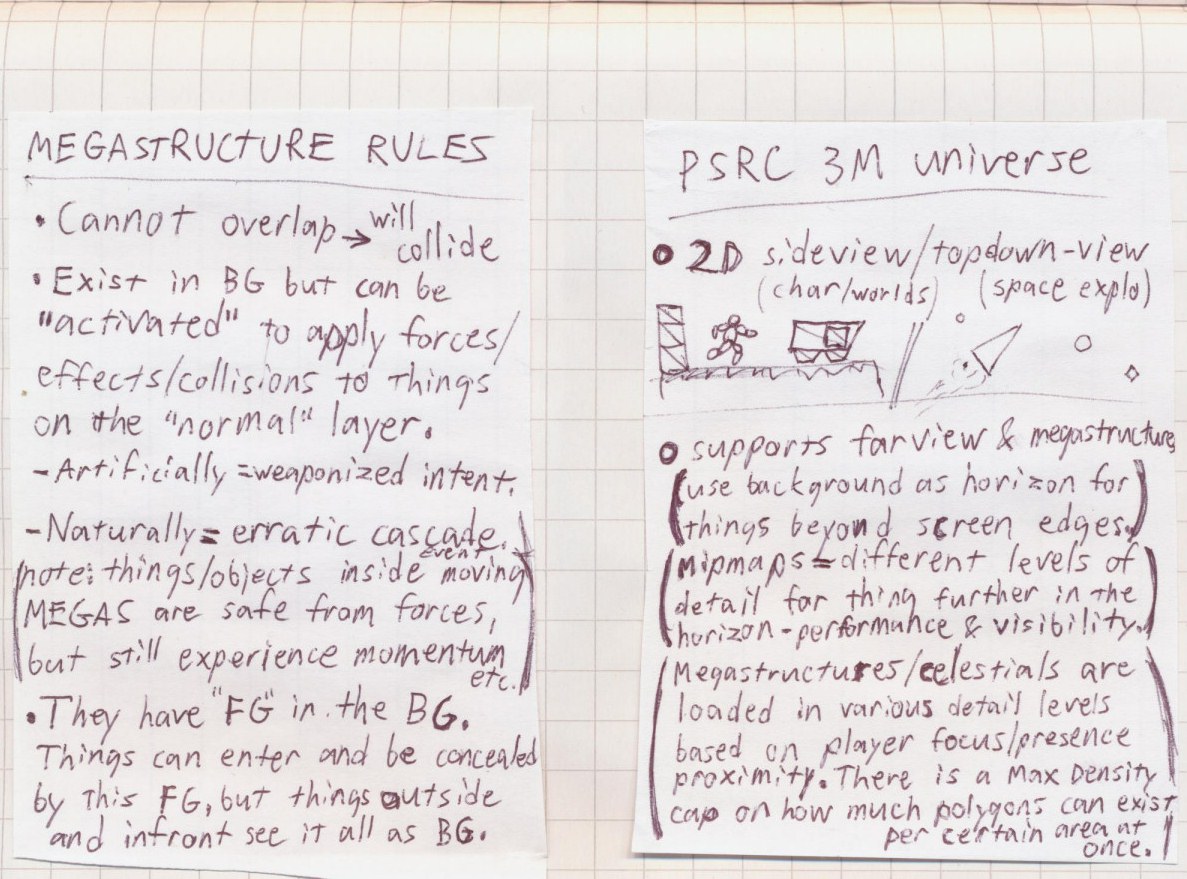 MEGASTRUCTURE RULES
• Cannot overlap → will collide
• Exist in BG but can be
"activated" to apply forces/
effects/collisions to things
on the "normal" layer.
- Artificially = weaponized intent.
- Naturally = erratic cascade event.
(note: things/objects inside moving
MEGAS are safe from forces,
but still experience momentum etc.)
• They have "FG" in the BG.
Things can enter and be concealed
by this FG, but things outside
and infront see it all as BG.
PSRC 3M universe
• 2D sideview/topdown-view
(char/worlds) (space explo)
• supports farview & megastructures
(use background as horizon for
things beyond screen edges.)
(Mipmaps = different levels of
detail for thing further in the
horizon - performance & visibility.)
(Megastructures/celestials are
loaded in various detail levels
based on player focus/presence
proximity. There is a Max Density
cap on how much polygons can exist
per certain area at
once.)